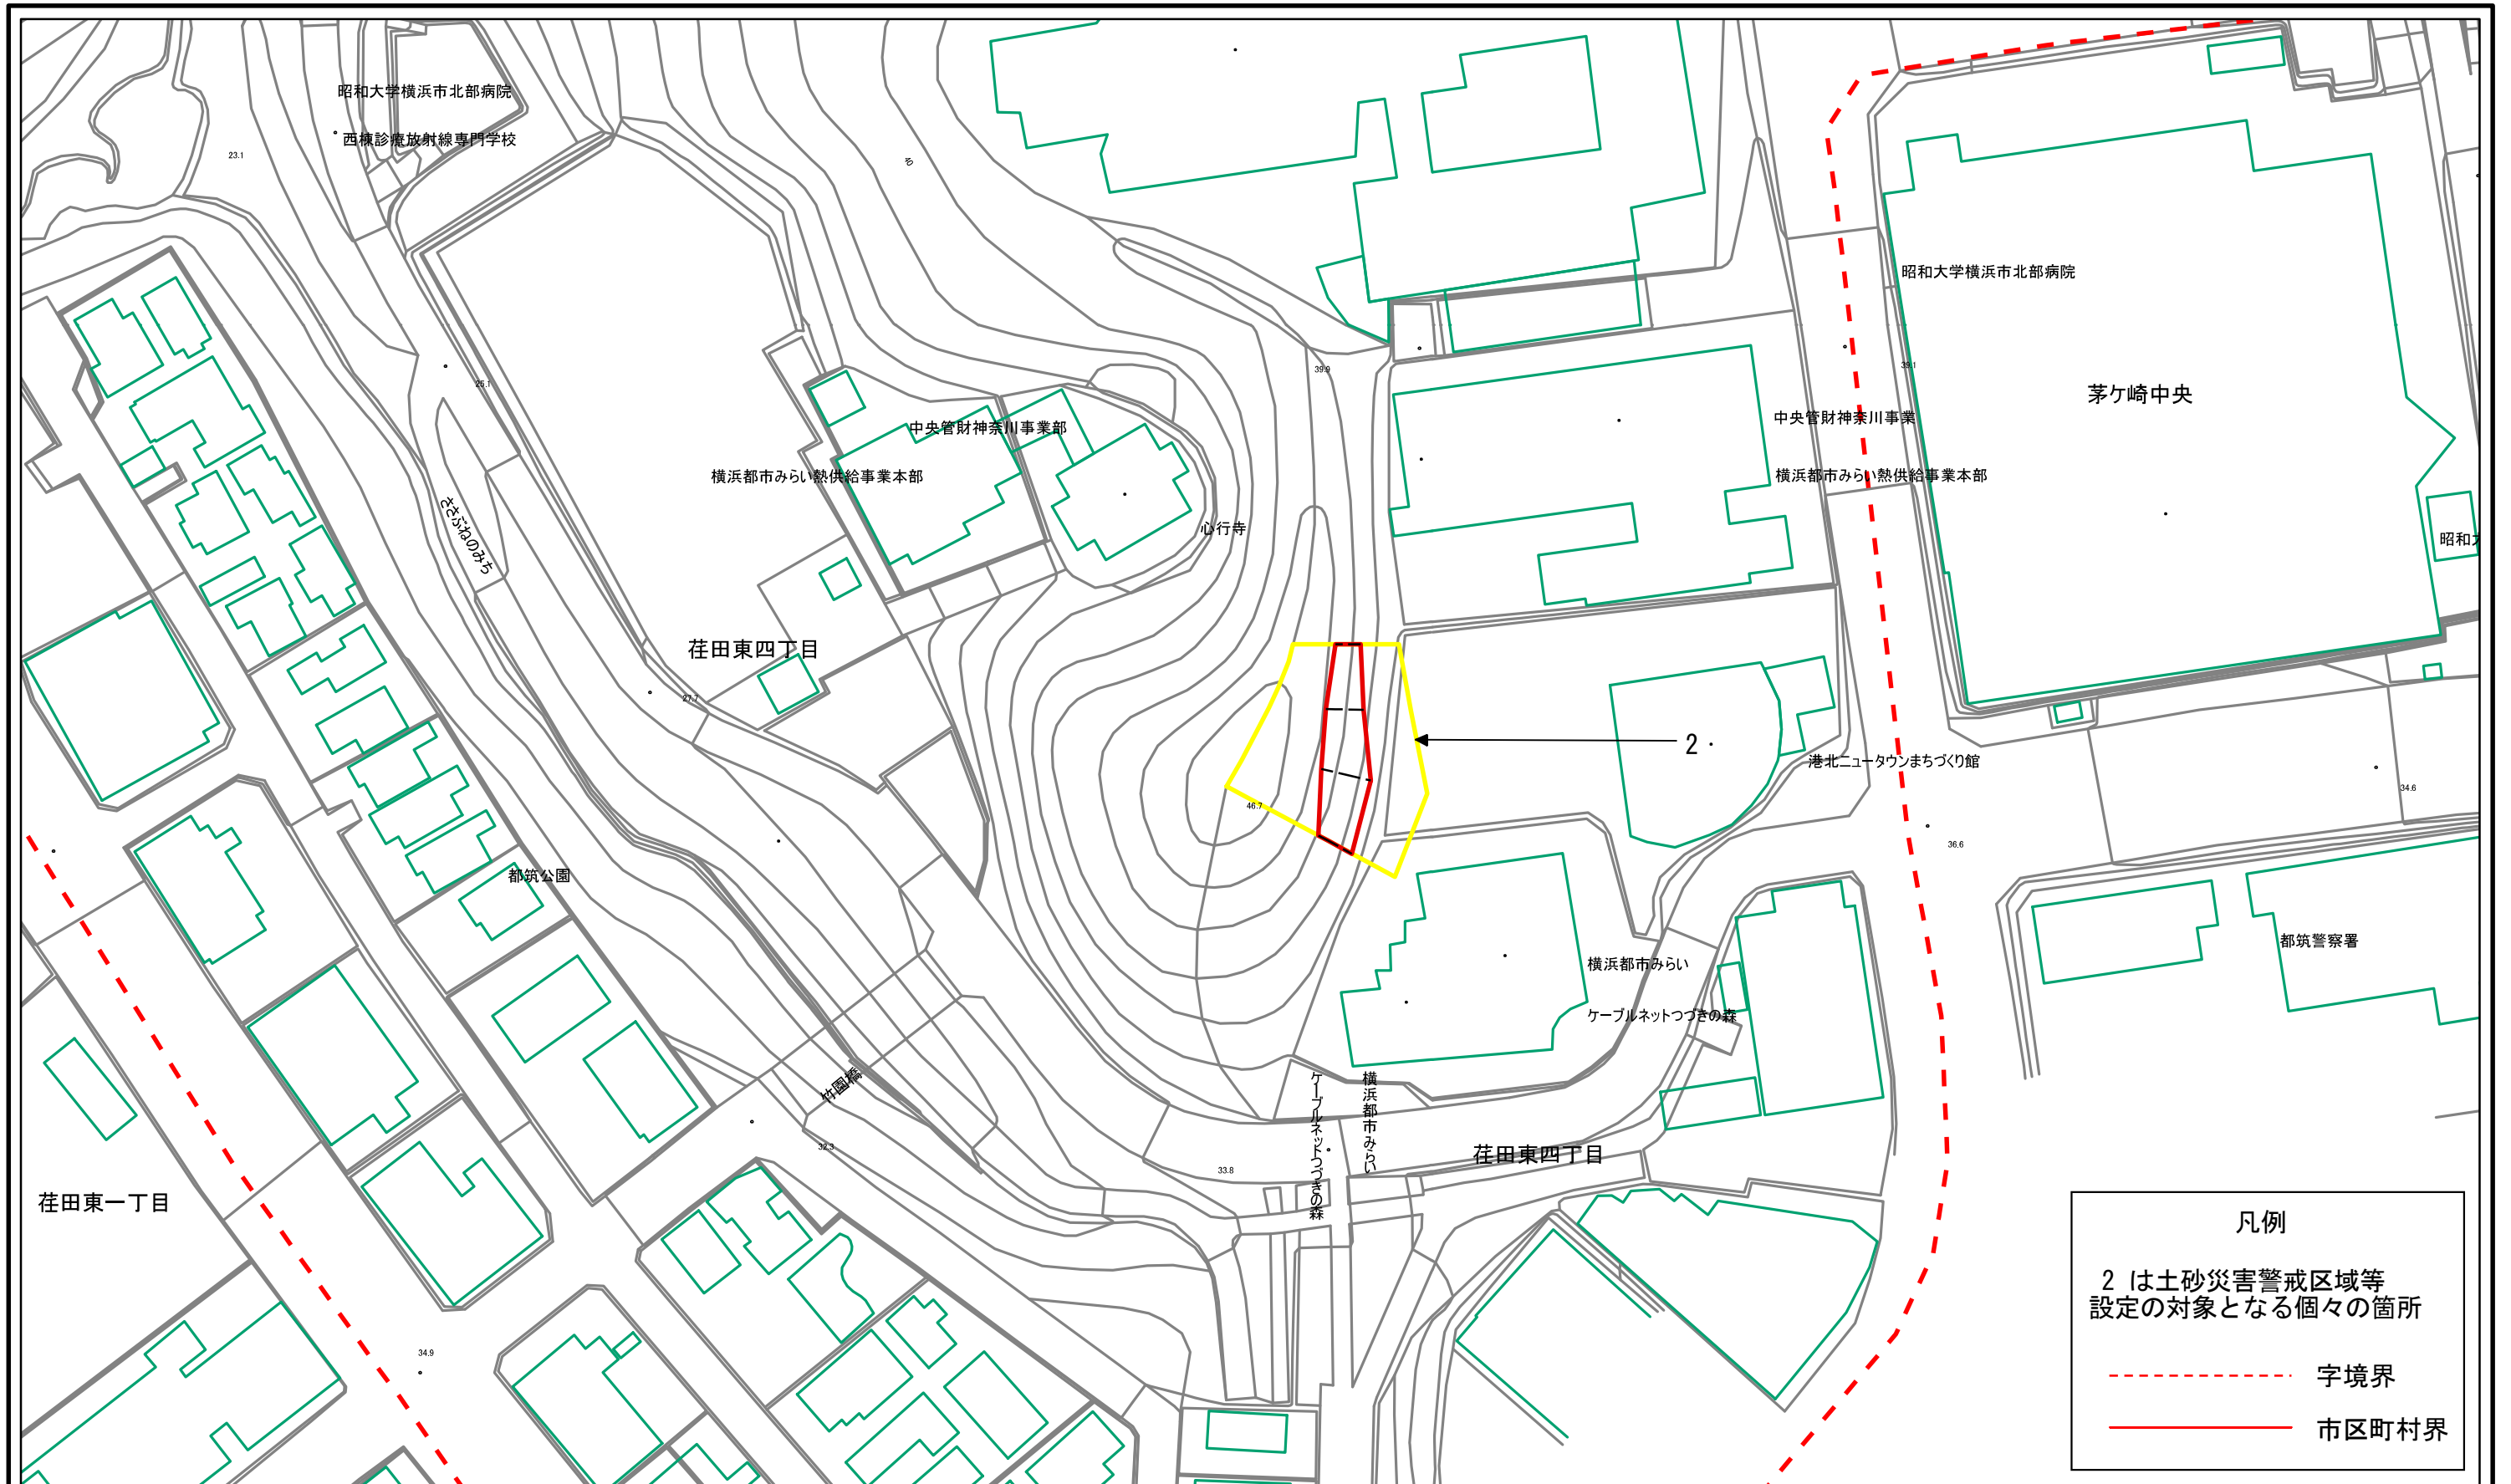 昭和大学横浜市北部病院
西棟診療放射線専門学校
23.1
昭和大学横浜市北部病院
39.9
39.1
25.1
茅ケ崎中央
中央管財神奈川事業部
中央管財神奈川事業
横浜都市みらい熱供給事業本部
横浜都市みらい熱供給事業本部
ささぶねのみち
心行寺
昭和大
荏田東四丁目
27.7
2
港北ニュータウンまちづくり館
46.7
34.6
36.6
都筑公園
都筑警察署
横浜都市みらい
ケーブルネットつづきの森
竹園橋
横浜都市みらい
ケーブルネットつづきの森
32.3
33.8
荏田東四丁目
荏田東一丁目
34.9
凡例
2 は土砂災害警戒区域等
設定の対象となる個々の箇所
字境界
市区町村界